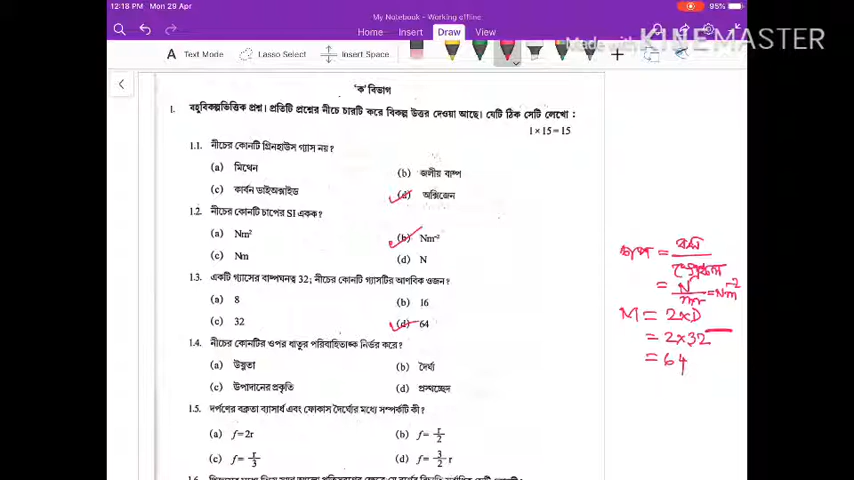 12:18 PM Mon 29 Apr
95%
My Notebook - Working offline
Home Insert Draw View
Made with KINEMASTER
A Text Mode Lasso Select Insert Space
'ক' বিভাগ
1. বহুবিকল্পভিত্তিক প্রশ্ন। প্রতিটি প্রশ্নের নীচে চারটি করে বিকল্প উত্তর দেওয়া আছে। যেটি ঠিক সেটি লেখো :
1 × 15 = 15
1.1. নীচের কোনটি গ্রিনহাউস গ্যাস নয়?
(a) মিথেন (b) জলীয় বাষ্প
(c) কার্বন ডাইঅক্সাইড (d) অক্সিজেন
1.2. নীচের কোনটি চাপের SI একক?
(a) Nm² (b) Nm⁻²
(c) Nm (d) N
1.3. একটি গ্যাসের বাষ্পঘনত্ব 32; নীচের কোনটি গ্যাসটির আণবিক ওজন?
(a) 8 (b) 16
(c) 32 (d) 64
1.4. নীচের কোনটির ওপর ধাতুর পরিবাহিতাঙ্ক নির্ভর করে?
(a) উষ্ণতা (b) দৈর্ঘ্য
(c) উপাদানের প্রকৃতি (d) প্রস্থচ্ছেদ
1.5. দর্পণের বক্রতা ব্যাসার্ধ এবং ফোকাস দৈর্ঘ্যের মধ্যে সম্পর্কটি কী?
(a) f=2r (b) f= r/2
(c) f= r/3 (d) f= 3/2 r
চাপ = বল
= N = Nm⁻²
M = 2×D
= 2×32
= 64